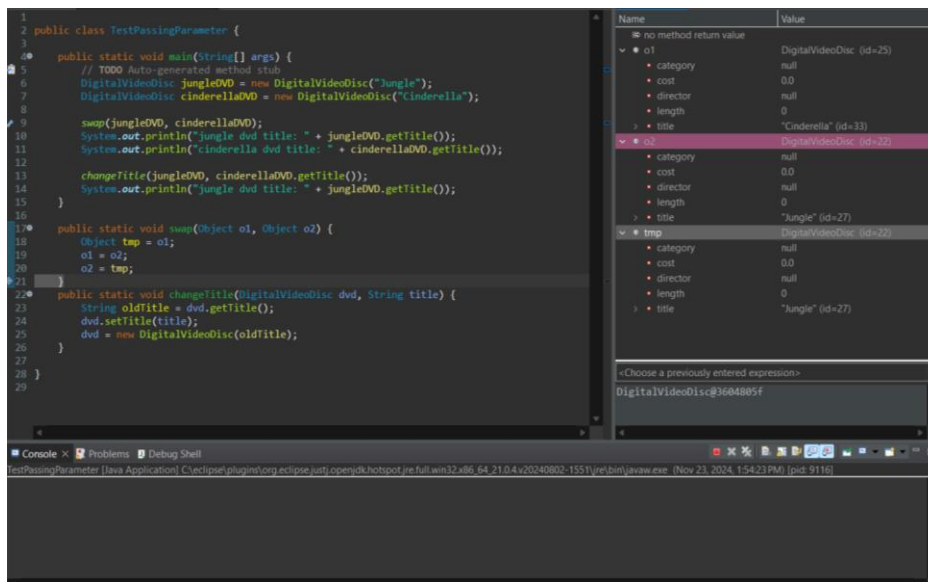 1
2 public class TestPassingParameter {
3
4 public static void main(String[] args) {
5 // TODO Auto-generated method stub
6 DigitalVideoDisc jungleDVD = new DigitalVideoDisc("Jungle");
7 DigitalVideoDisc cinderellaDVD = new DigitalVideoDisc("Cinderella");
8
9 swap(jungleDVD, cinderellaDVD);
10 System.out.println("jungle dvd title: " + jungleDVD.getTitle());
11 System.out.println("cinderella dvd title: " + cinderellaDVD.getTitle());
12
13 changeTitle(jungleDVD, cinderellaDVD.getTitle());
14 System.out.println("jungle dvd title: " + jungleDVD.getTitle());
15 }
16
17 public static void swap(Object o1, Object o2) {
18 Object tmp = o1;
19 o1 = o2;
20 o2 = tmp;
21 }
22 public static void changeTitle(DigitalVideoDisc dvd, String title) {
23 String oldTitle = dvd.getTitle();
24 dvd.setTitle(title);
25 dvd = new DigitalVideoDisc(oldTitle);
26 }
27
28 }
29
Name Value
no method return value
o1 DigitalVideoDisc (id=25)
category null
cost 0.0
director null
length 0
title "Cinderella" (id=33)
o2 DigitalVideoDisc (id=22)
category null
cost 0.0
director null
length 0
title "Jungle" (id=27)
tmp DigitalVideoDisc (id=22)
category null
cost 0.0
director null
length 0
title "Jungle" (id=27)
<Choose a previously entered expression>
DigitalVideoDisc@3604805f
Console Problems Debug Shell
TestPassingParameter [Java Application] C:\eclipse\plugins\org.eclipse.justj.openjdk.hotspot.jre.full.win32.x86_64_21.0.4.v20240802-1551\jre\bin\javaw.exe (Nov 23, 2024, 1:54:23 PM) [pid: 9116]